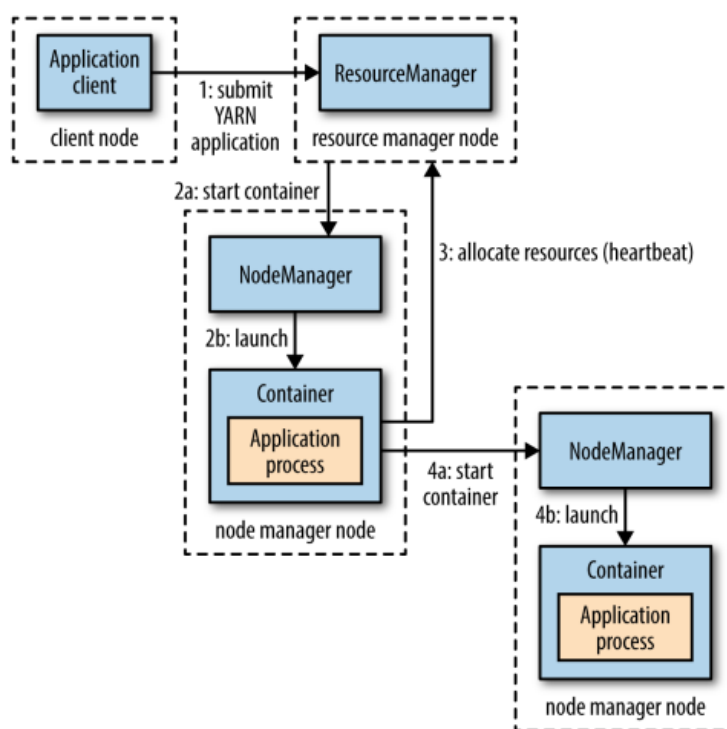 Application
client
client node
1: submit
YARN
application
ResourceManager
resource manager node
2a: start container
NodeManager
2b: launch
Container
Application
process
node manager node
3: allocate resources (heartbeat)
4a: start
container
NodeManager
4b: launch
Container
Application
process
node manager node